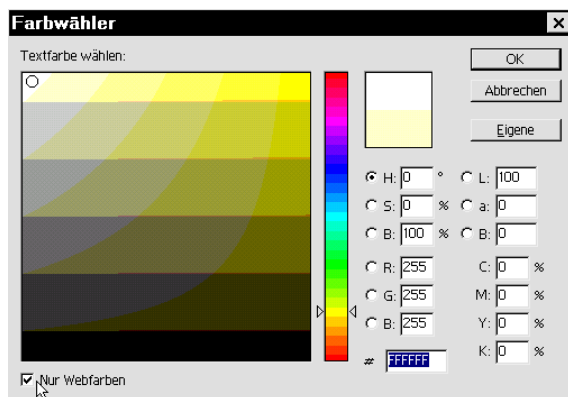 Farbwähler
Textfarbe wählen:
OK
Abbrechen
Eigene
H: 0 ° L: 100
S: 0 % a: 0
B: 100 % B: 0
R: 255 C: 0 %
G: 255 M: 0 %
B: 255 Y: 0 %
# FFFFFF K: 0 %
Nur Webfarben